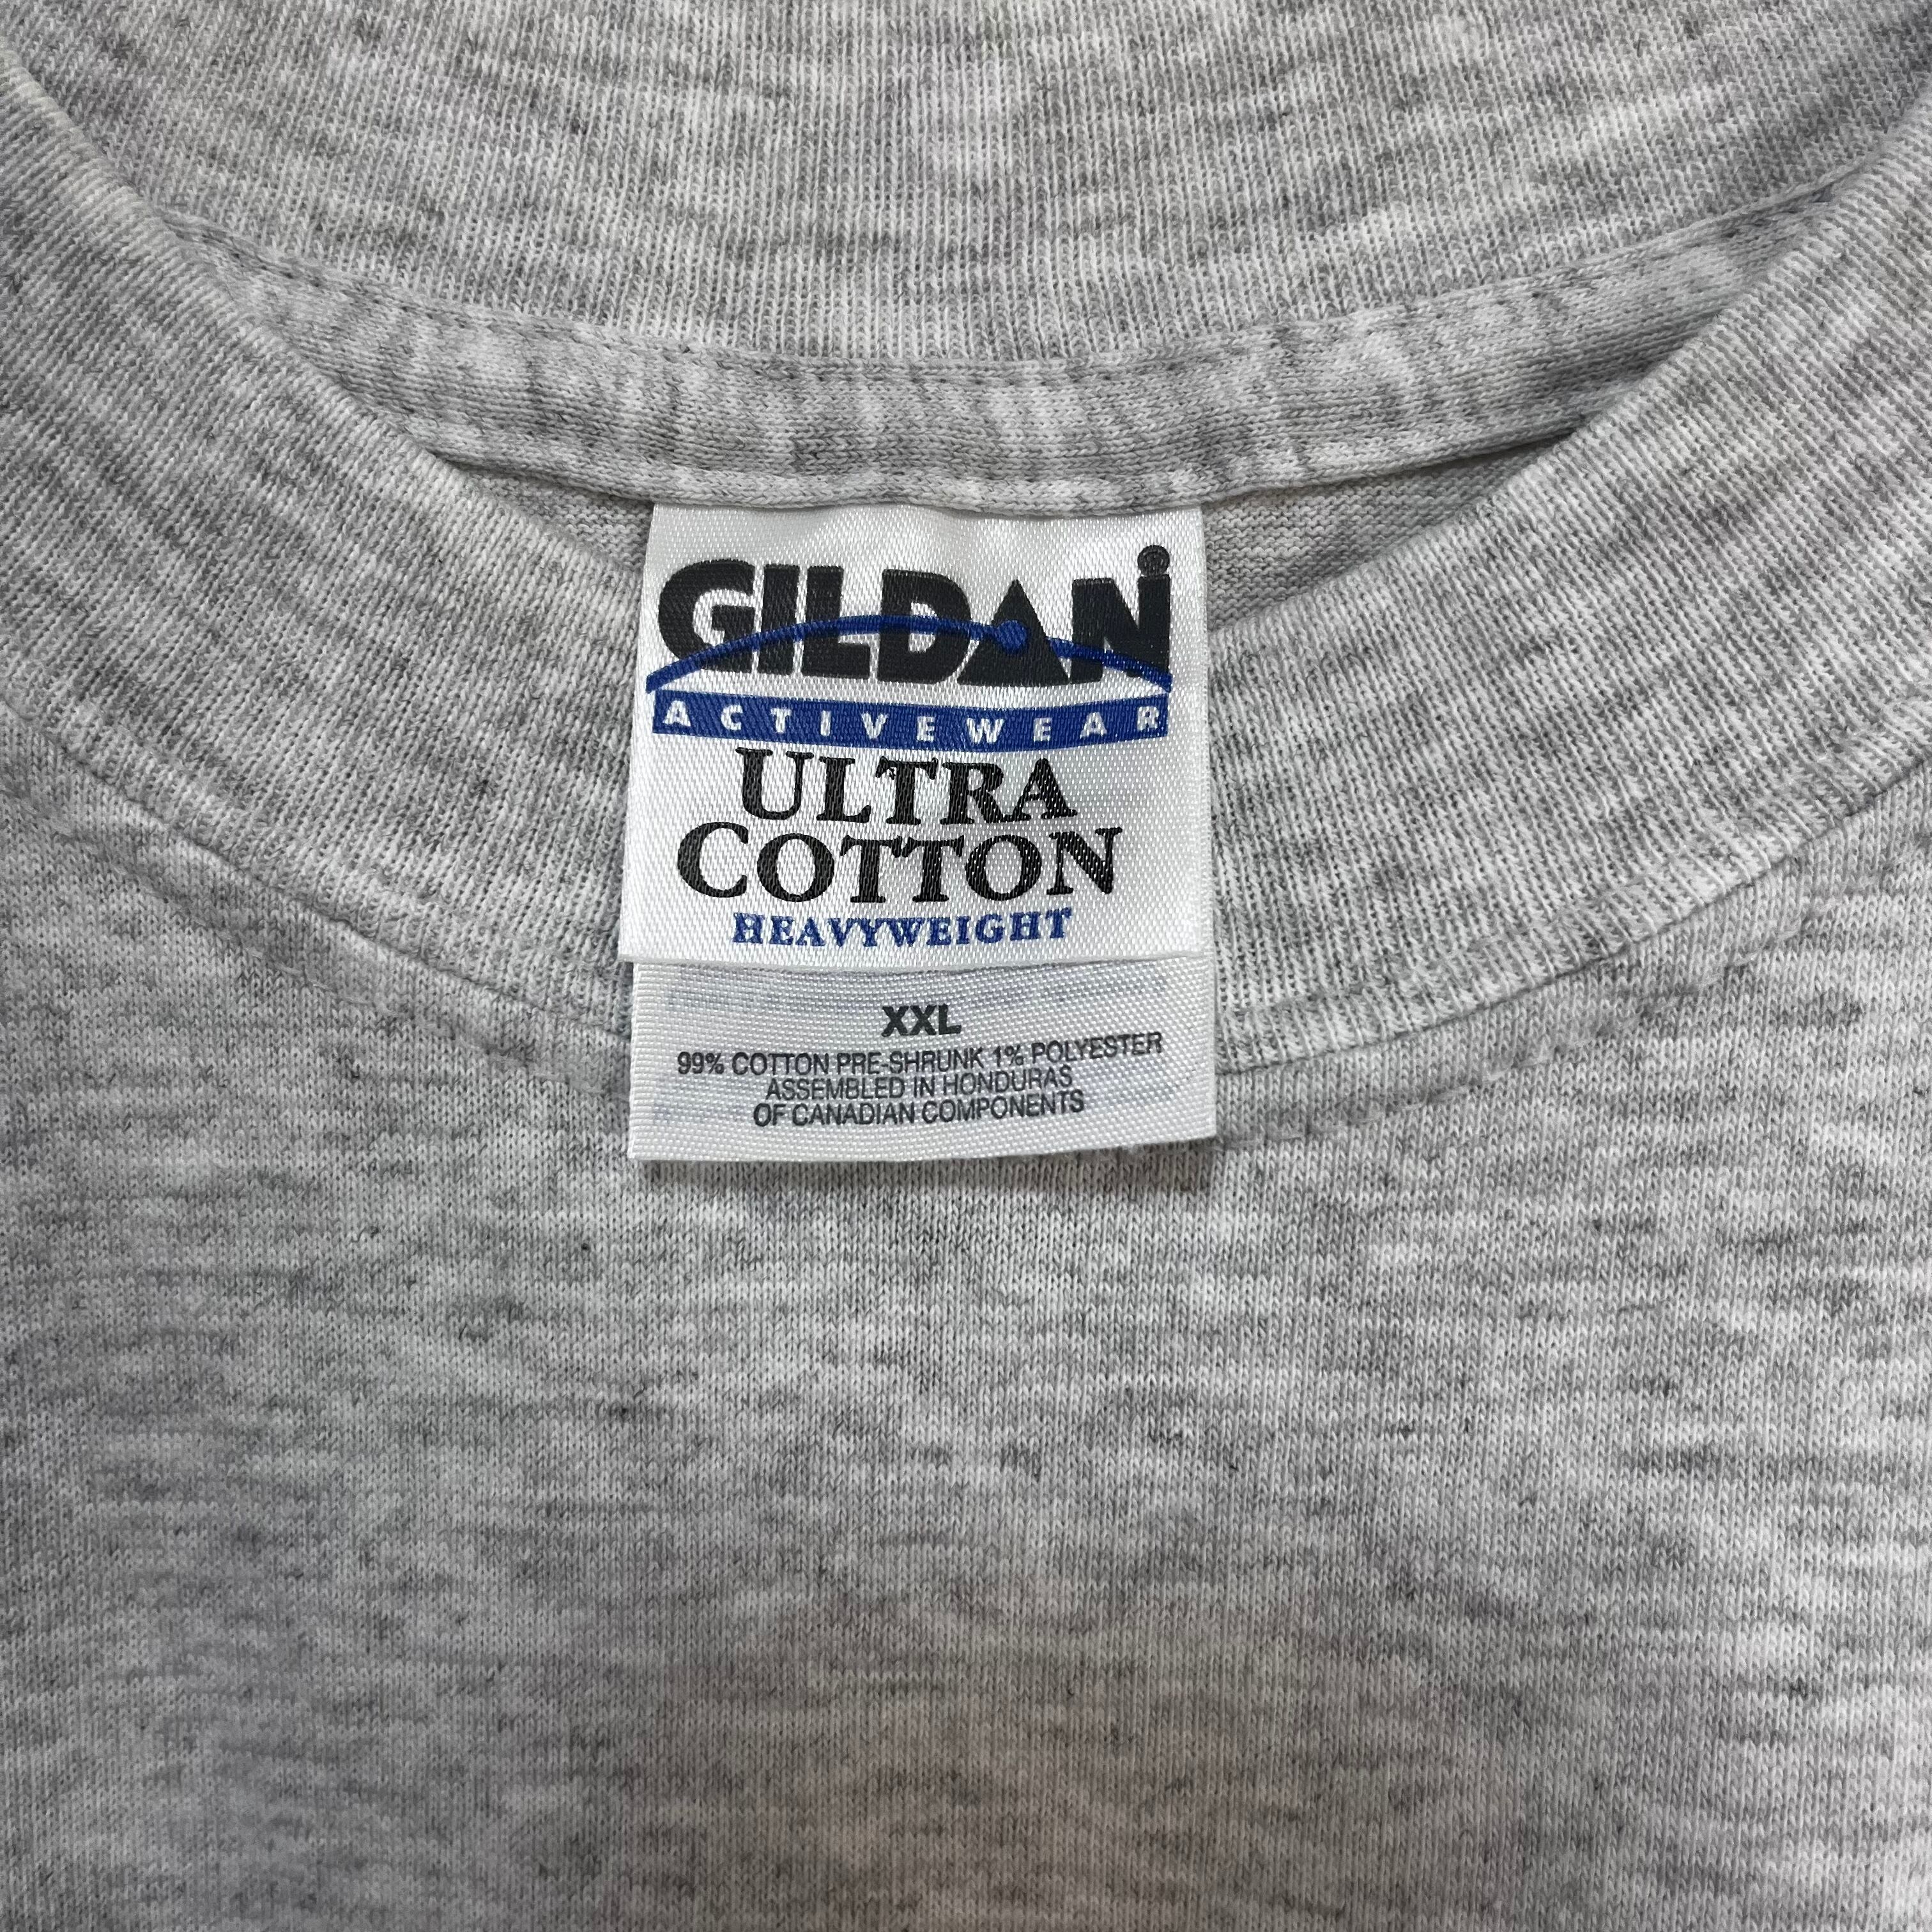 GILDAN®
ACTIVEWEAR
ULTRA
COTTON
HEAVYWEIGHT
XXL
99% COTTON PRE-SHRUNK 1% POLYESTER
ASSEMBLED IN HONDURAS
OF CANADIAN COMPONENTS